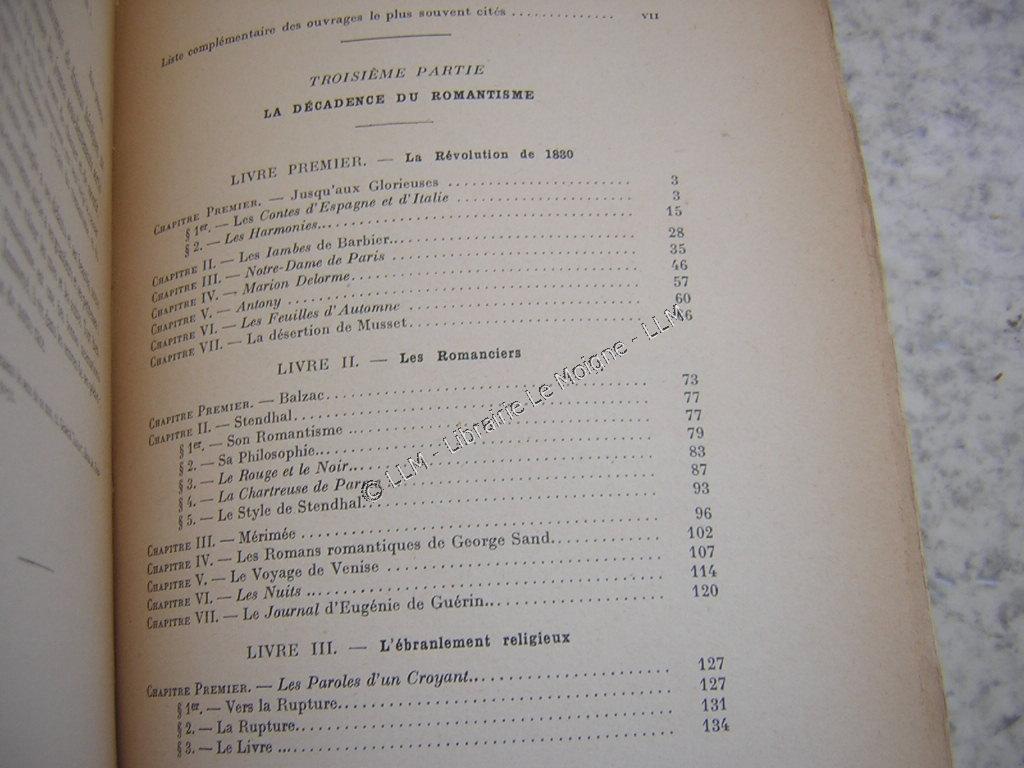 Liste complémentaire des ouvrages le plus souvent cités ............. VII
TROISIÈME PARTIE
LA DÉCADENCE DU ROMANTISME
LIVRE PREMIER. — La Révolution de 1830
CHAPITRE PREMIER. — Jusqu'aux Glorieuses ..................... 3
§ 1er. — Les Contes d'Espagne et d'Italie .................... 3
§ 2. — Les Harmonies................................... 15
CHAPITRE II. — Les Iambes de Barbier........................... 28
CHAPITRE III. — Notre-Dame de Paris ............................ 35
CHAPITRE IV. — Marion Delorme................................. 46
CHAPITRE V. — Antony ........................................ 57
CHAPITRE VI. — Les Feuilles d'Automne .......................... 60
CHAPITRE VII. — La désertion de Musset........................... 66
LIVRE II. — Les Romanciers
CHAPITRE PREMIER. — Balzac..................................... 73
CHAPITRE II. — Stendhal........................................ 77
§ 1er. — Son Romantisme .................................. 77
§ 2. — Sa Philosophie...................................... 79
§ 3. — Le Rouge et le Noir.................................. 83
§ 4. — La Chartreuse de Parme .............................. 87
§ 5. — Le Style de Stendhal................................. 93
CHAPITRE III. — Mérimée ........................................ 96
CHAPITRE IV. — Les Romans romantiques de George Sand............ 102
CHAPITRE V. — Le Voyage de Venise .............................. 107
CHAPITRE VI. — Les Nuits ........................................ 114
CHAPITRE VII. — Le Journal d'Eugénie de Guérin................... 120
LIVRE III. — L'ébranlement religieux
CHAPITRE PREMIER. — Les Paroles d'un Croyant..................... 127
§ 1er. — Vers la Rupture.................................... 127
§ 2. — La Rupture......................................... 131
§ 3. — Le Livre ........................................... 134
© LLM - Librairie Le Moigne - LLM